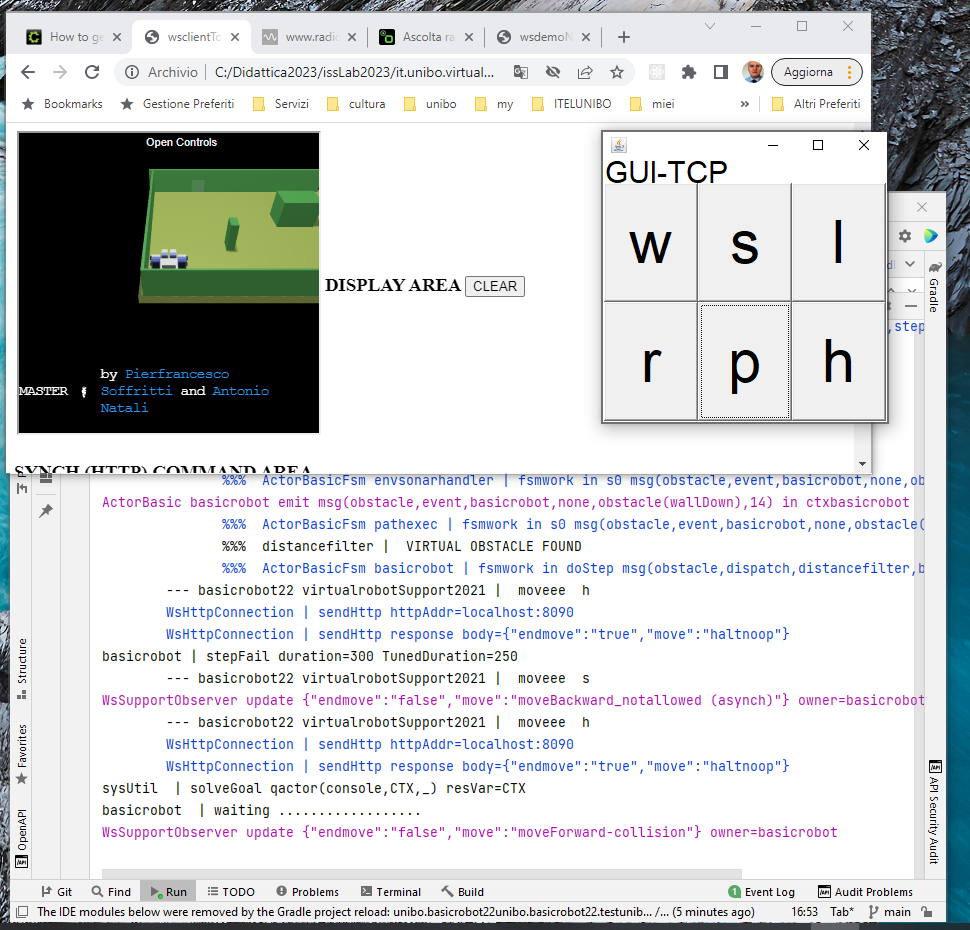 How to ge
wsclientTo
www.radio
Ascolta ra
wsdemoN
Archivio
C:/Didattica2023/issLab2023/it.unibo.virtual...
Aggiorna
Bookmarks
Gestione Preferiti
Servizi
cultura
unibo
my
ITELUNIBO
miei
»
Altri Preferiti
Open Controls
MASTER
by Pierfrancesco
Soffritti and Antonio
Natali
DISPLAY AREA CLEAR
GUI-TCP
w s l
r p h
SYNCH (HTTP) COMMAND AREA
Gradle
,step
%%% ActorBasicFsm envsonarhandler | fsmwork in s0 msg(obstacle,event,basicrobot,none,ob
ActorBasic basicrobot emit msg(obstacle,event,basicrobot,none,obstacle(wallDown),14) in ctxbasicrobot
%%% ActorBasicFsm pathexec | fsmwork in s0 msg(obstacle,event,basicrobot,none,obstacle(
%%% distancefilter | VIRTUAL OBSTACLE FOUND
%%% ActorBasicFsm basicrobot | fsmwork in doStep msg(obstacle,dispatch,distancefilter,b
--- basicrobot22 virtualrobotSupport2021 | moveee h
WsHttpConnection | sendHttp httpAddr=localhost:8090
WsHttpConnection | sendHttp response body={"endmove":"true","move":"haltnoop"}
basicrobot | stepFail duration=300 TunedDuration=250
--- basicrobot22 virtualrobotSupport2021 | moveee s
WsSupportObserver update {"endmove":"false","move":"moveBackward_notallowed (asynch)"} owner=basicrobot
--- basicrobot22 virtualrobotSupport2021 | moveee h
WsHttpConnection | sendHttp httpAddr=localhost:8090
WsHttpConnection | sendHttp response body={"endmove":"true","move":"haltnoop"}
sysUtil | solveGoal qactor(console,CTX,_) resVar=CTX
basicrobot | waiting ..................
WsSupportObserver update {"endmove":"false","move":"moveForward-collision"} owner=basicrobot
Structure
Favorites
OpenAPI
API Security Audit
Git
Find
Run
TODO
Problems
Terminal
Build
1 Event Log
Audit Problems
The IDE modules below were removed by the Gradle project reload: unibo.basicrobot22unibo.basicrobot22.testunib... /... (5 minutes ago)
16:53
Tab*
main